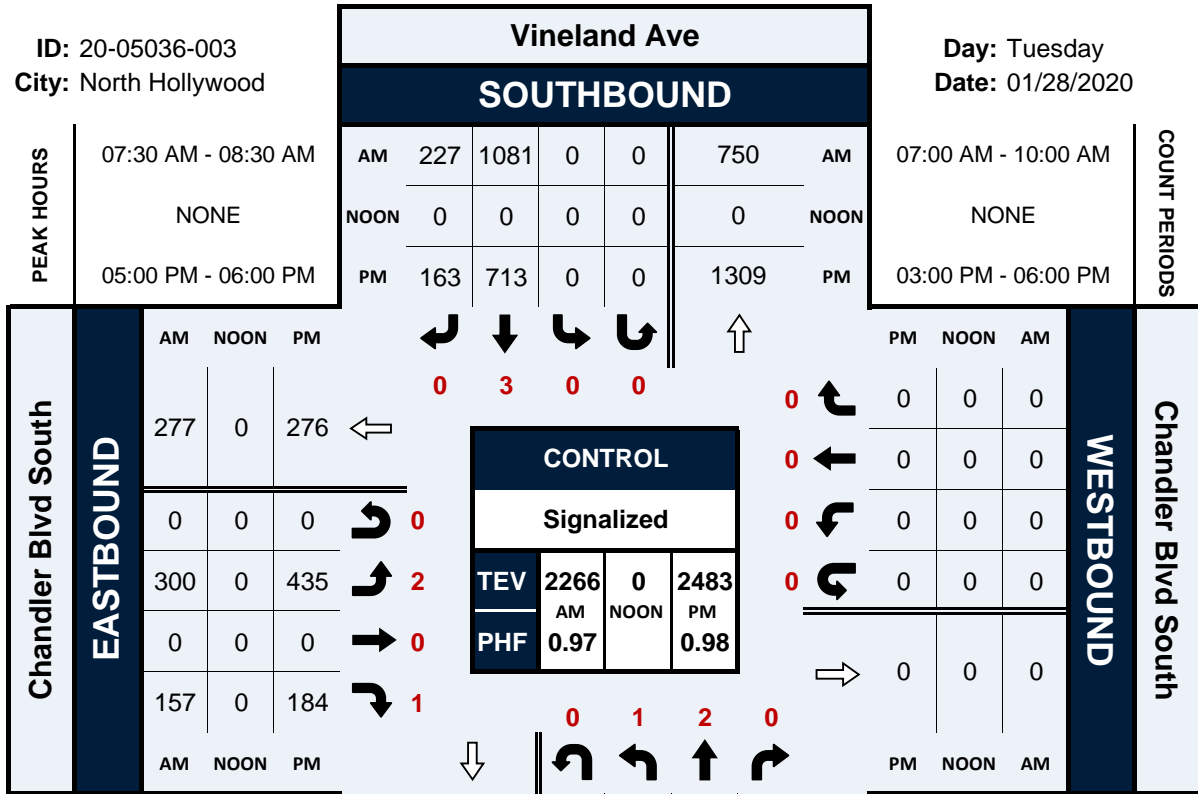 ID: 20-05036-003
City: North Hollywood
Vineland Ave
SOUTHBOUND
Day: Tuesday
Date: 01/28/2020
PEAK HOURS
07:30 AM - 08:30 AM
NONE
05:00 PM - 06:00 PM
AM 227 1081 0 0 750 AM
NOON 0 0 0 0 0 NOON
PM 163 713 0 0 1309 PM
07:00 AM - 10:00 AM
NONE
03:00 PM - 06:00 PM
COUNT PERIODS
0 3 0 0
Chandler Blvd South
EASTBOUND
AM NOON PM
277 0 276
0 0 0 0
300 0 435 2
0 0 0 0
157 0 184 1
AM NOON PM
CONTROL
Signalized
TEV 2266 0 2483
AM NOON PM
PHF 0.97 0.98
PM NOON AM
0 0 0 0
0 0 0 0
0 0 0 0
0 0 0 0
0 0 0
PM NOON AM
WESTBOUND
Chandler Blvd South
0 1 2 0